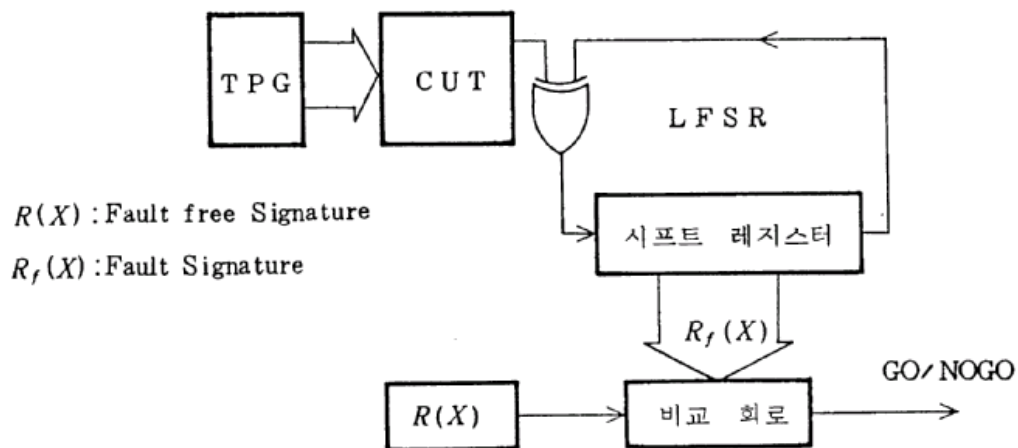 TPG
CUT
LFSR
R(X) : Fault free Signature
시프트 레지스터
R_f(X) : Fault Signature
R_f(X)
GO/NOGO
R(X)
비교 회로